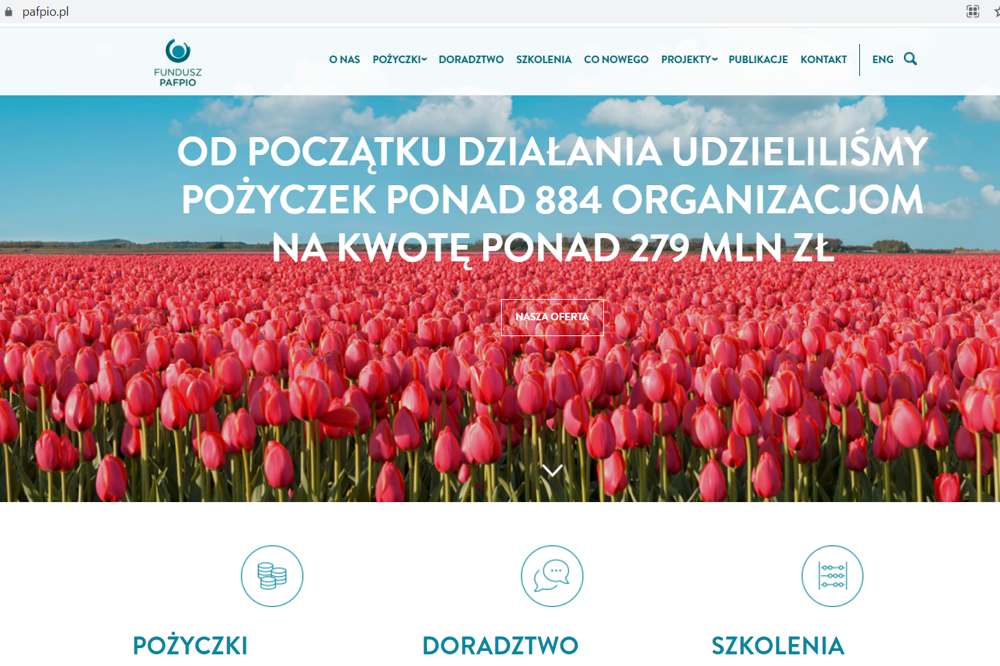 pafpio.pl
FUNDUSZ
PAFPIO
O NAS POŻYCZKI DORADZTWO SZKOLENIA CO NOWEGO PROJEKTY PUBLIKACJE KONTAKT ENG
OD POCZĄTKU DZIAŁANIA UDZIELILIŚMY
POŻYCZEK PONAD 884 ORGANIZACJOM
NA KWOTĘ PONAD 279 MLN ZŁ
NASZA OFERTA
POŻYCZKI DORADZTWO SZKOLENIA